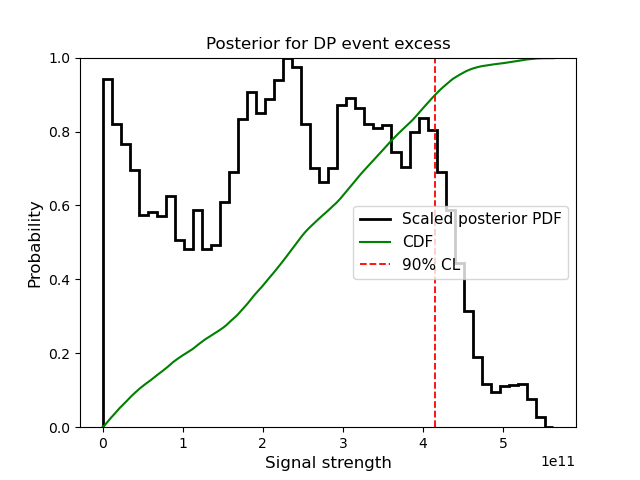 Posterior for DP event excess
Probability
1.0
0.8
0.6
0.4
0.2
0.0
Scaled posterior PDF
CDF
90% CL
0 1 2 3 4 5
1e11
Signal strength